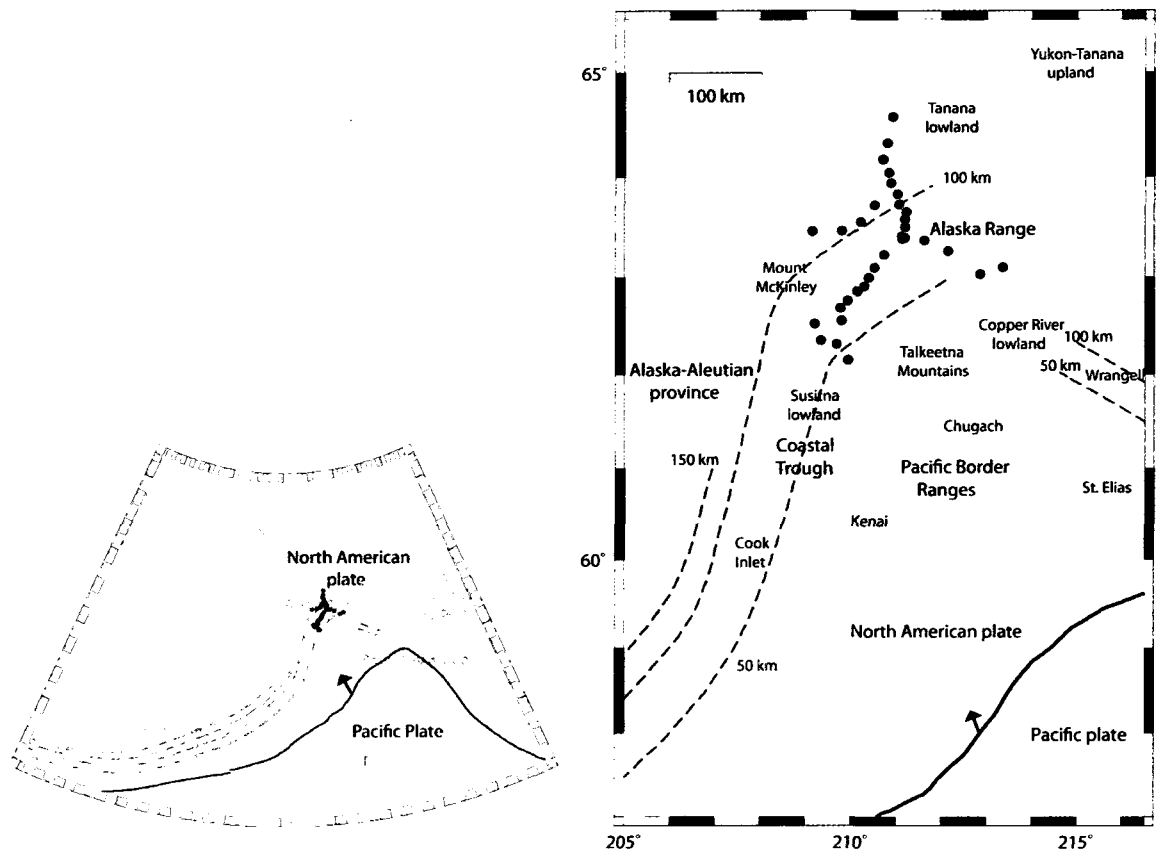 North American
plate
Pacific Plate
65°
100 km
Yukon-Tanana
upland
Tanana
lowland
100 km
Alaska Range
Mount
McKinley
Copper River
lowland
100 km
50 km
Wrangell
Talkeetna
Mountains
Alaska-Aleutian
province
Susitna
lowland
Chugach
Coastal
Trough
150 km
Pacific Border
Ranges
St. Elias
Kenai
Cook
Inlet
60°
North American plate
50 km
Pacific plate
205°
210°
215°